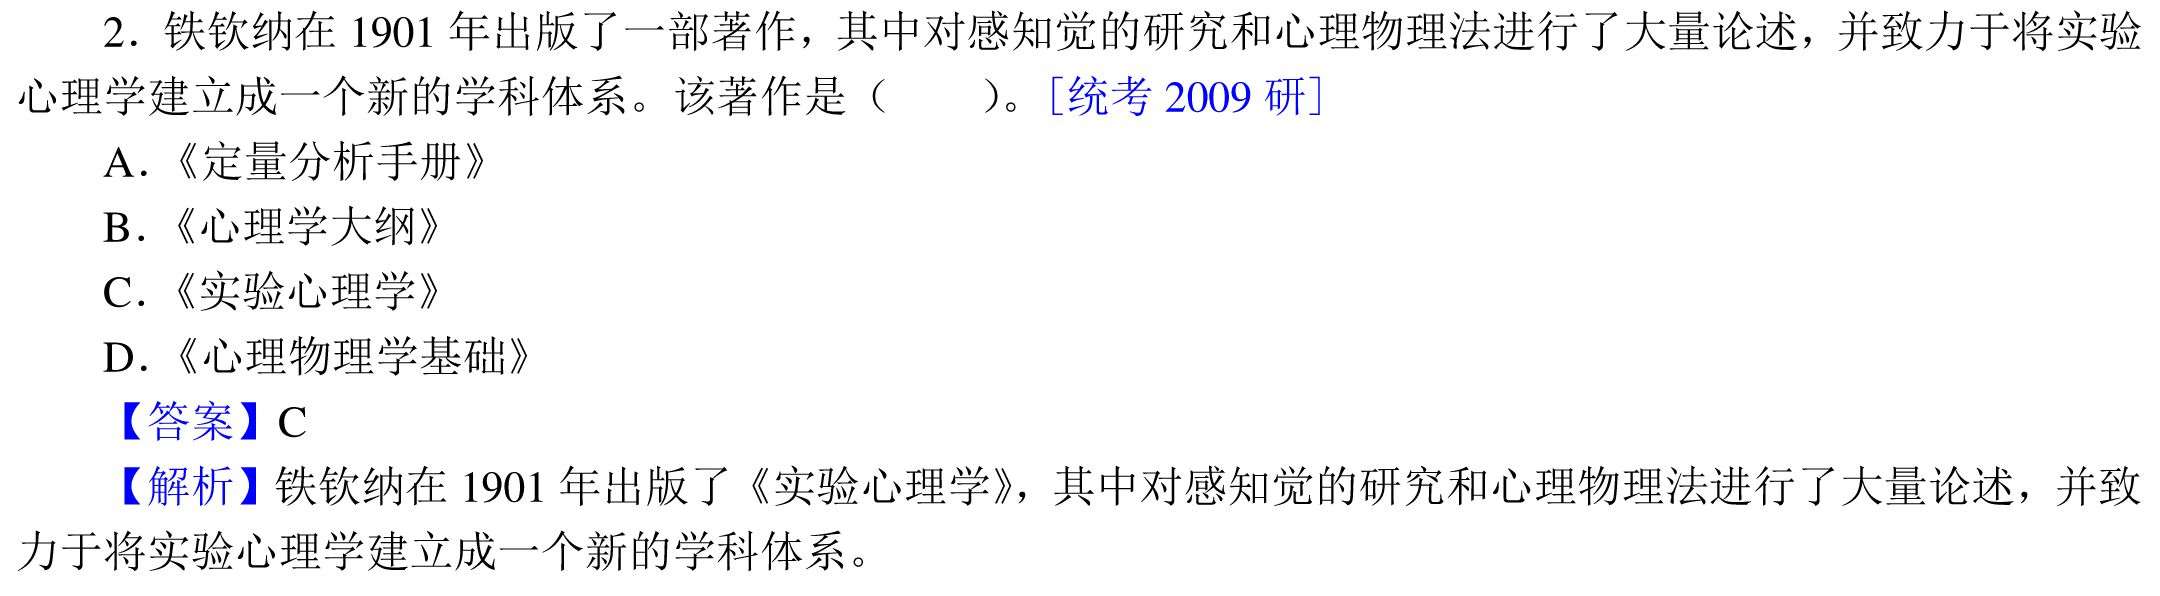 2．铁钦纳在 1901 年出版了一部著作，其中对感知觉的研究和心理物理法进行了大量论述，并致力于将实验
心理学建立成一个新的学科体系。该著作是（　　）。[统考 2009 研]
A．《定量分析手册》
B．《心理学大纲》
C．《实验心理学》
D．《心理物理学基础》
【答案】C
【解析】铁钦纳在 1901 年出版了《实验心理学》，其中对感知觉的研究和心理物理法进行了大量论述，并致
力于将实验心理学建立成一个新的学科体系。